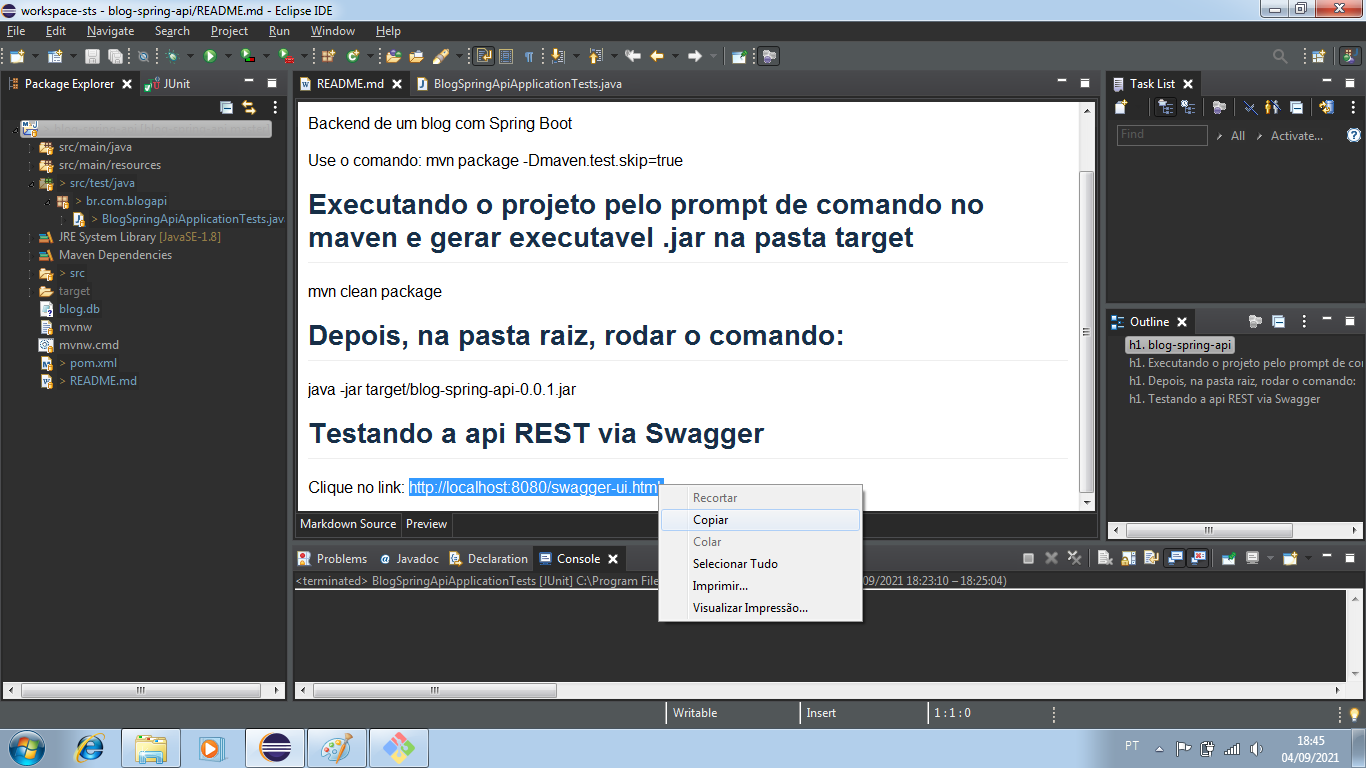 workspace-sts - blog-spring-api/README.md - Eclipse IDE
File Edit Navigate Search Project Run Window Help
Package Explorer
JUnit
src/main/java
src/main/resources
> src/test/java
> br.com.blogapi
> BlogSpringApiApplicationTests.jav
JRE System Library [JavaSE-1.8]
Maven Dependencies
> src
target
blog.db
mvnw
mvnw.cmd
> pom.xml
> README.md
README.md
BlogSpringApiApplicationTests.java
Backend de um blog com Spring Boot
Use o comando: mvn package -Dmaven.test.skip=true
Executando o projeto pelo prompt de comando no
maven e gerar executavel .jar na pasta target
mvn clean package
Depois, na pasta raiz, rodar o comando:
java -jar target/blog-spring-api-0.0.1.jar
Testando a api REST via Swagger
Clique no link: http://localhost:8080/swagger-ui.html
Recortar
Copiar
Colar
Selecionar Tudo
Imprimir...
Visualizar Impressão...
Markdown Source
Preview
Task List
Find
All
Activate...
Outline
h1. blog-spring-api
h1. Executando o projeto pelo prompt de co
h1. Depois, na pasta raiz, rodar o comando:
h1. Testando a api REST via Swagger
Problems
Javadoc
Declaration
Console
<terminated> BlogSpringApiApplicationTests [JUnit] C:\Program File
/09/2021 18:23:10 – 18:25:04)
Writable
Insert
1 : 1 : 0
PT
18:45
04/09/2021